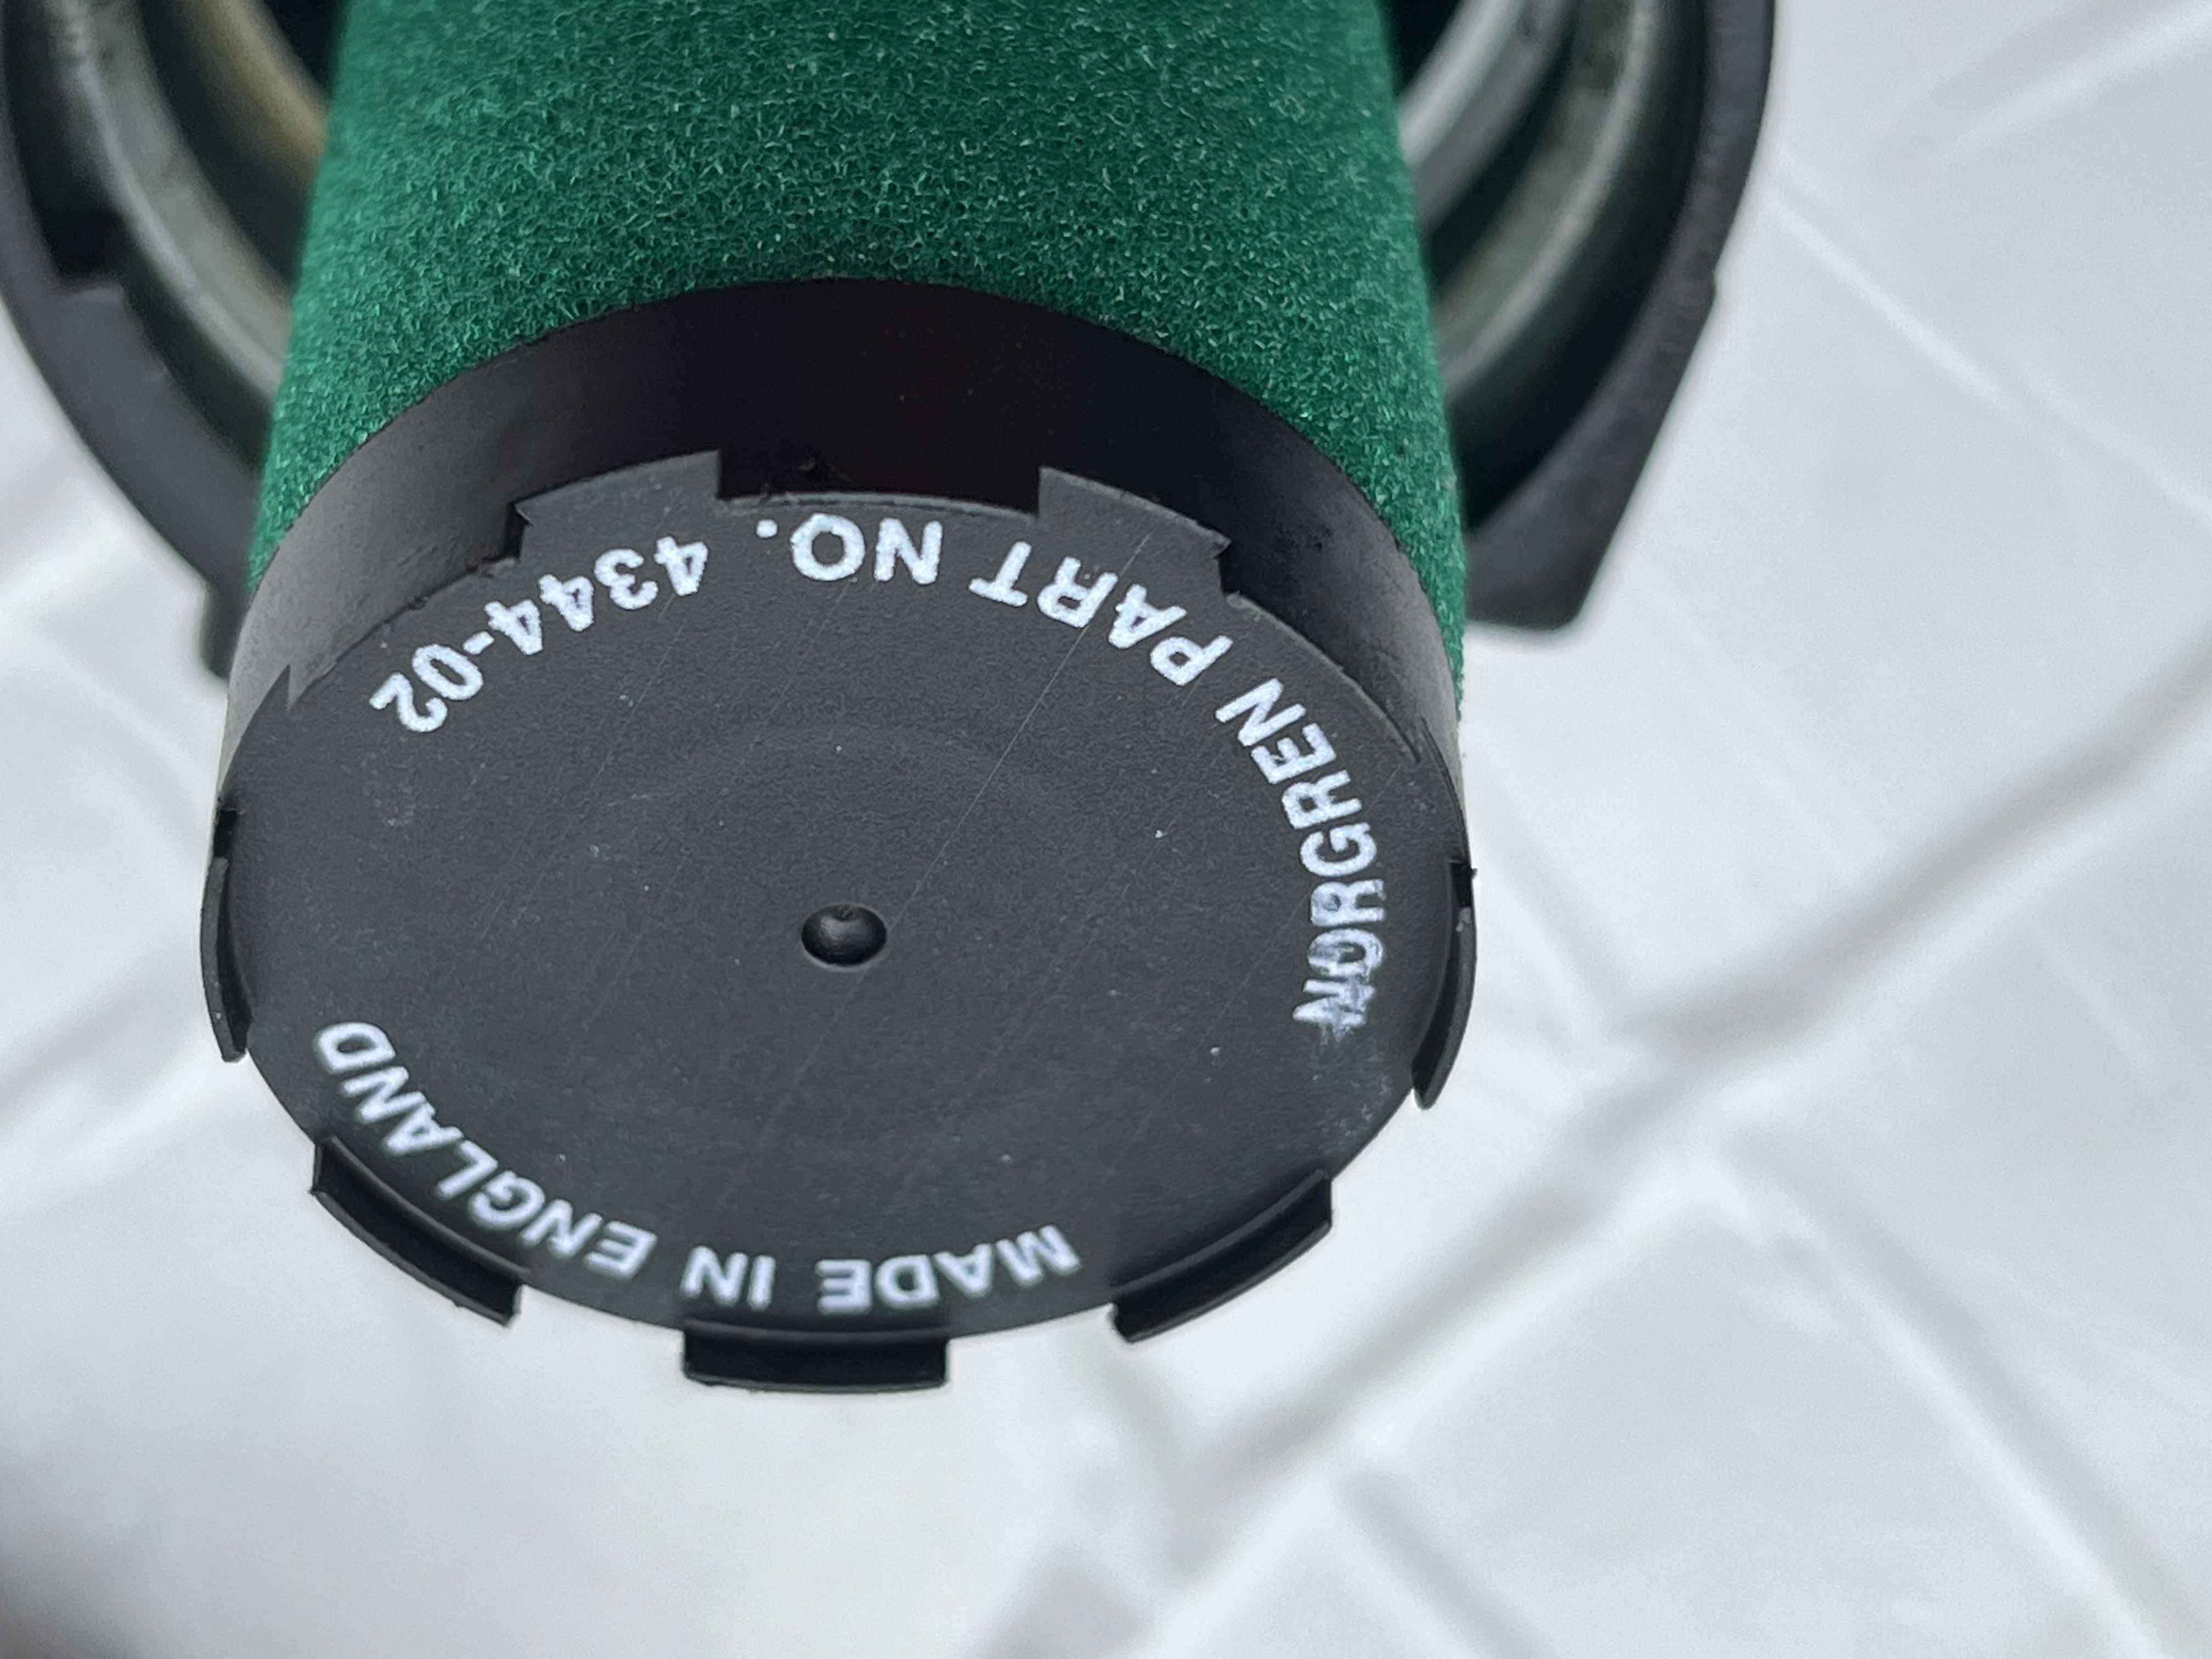 NORGREN PART NO. 4344-02
MADE IN ENGLAND